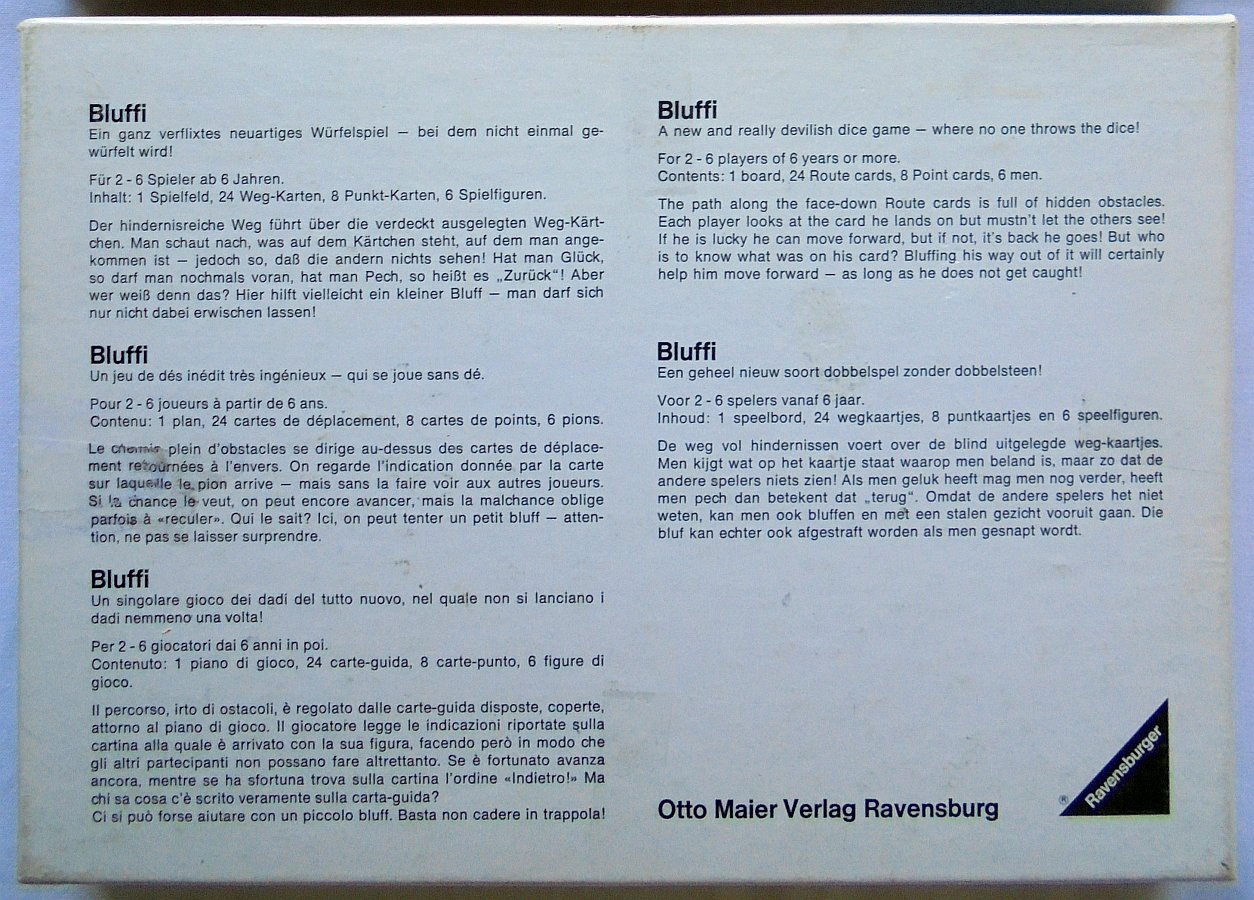 Bluffi
Ein ganz verflixtes neuartiges Würfelspiel – bei dem nicht einmal ge-
würfelt wird!
Für 2 - 6 Spieler ab 6 Jahren.
Inhalt: 1 Spielfeld, 24 Weg-Karten, 8 Punkt-Karten, 6 Spielfiguren.
Der hindernisreiche Weg führt über die verdeckt ausgelegten Weg-Kärt-
chen. Man schaut nach, was auf dem Kärtchen steht, auf dem man ange-
kommen ist – jedoch so, daß die andern nichts sehen! Hat man Glück,
so darf man nochmals voran, hat man Pech, so heißt es „Zurück"! Aber
wer weiß denn das? Hier hilft vielleicht ein kleiner Bluff – man darf sich
nur nicht dabei erwischen lassen!
Bluffi
Un jeu de dés inédit très ingénieux – qui se joue sans dé.
Pour 2 - 6 joueurs à partir de 6 ans.
Contenu: 1 plan, 24 cartes de déplacement, 8 cartes de points, 6 pions.
Le chemin plein d'obstacles se dirige au-dessus des cartes de déplace-
ment retournées à l'envers. On regarde l'indication donnée par la carte
sur laquelle le pion arrive – mais sans la faire voir aux autres joueurs.
Si la chance le veut, on peut encore avancer, mais la malchance oblige
parfois à «reculer». Qui le sait? Ici, on peut tenter un petit bluff – atten-
tion, ne pas se laisser surprendre.
Bluffi
Un singolare gioco dei dadi del tutto nuovo, nel quale non si lanciano i
dadi nemmeno una volta!
Per 2 - 6 giocatori dai 6 anni in poi.
Contenuto: 1 piano di gioco, 24 carte-guida, 8 carte-punto, 6 figure di
gioco.
Il percorso, irto di ostacoli, è regolato dalle carte-guida disposte, coperte,
attorno al piano di gioco. Il giocatore legge le indicazioni riportate sulla
cartina alla quale è arrivato con la sua figura, facendo però in modo che
gli altri partecipanti non possano fare altrettanto. Se è fortunato avanza
ancora, mentre se ha sfortuna trova sulla cartina l'ordine «Indietro!» Ma
chi sa cosa c'è scrito veramente sulla carta-guida?
Ci si può forse aiutare con un piccolo bluff. Basta non cadere in trappola!
Bluffi
A new and really devilish dice game – where no one throws the dice!
For 2 - 6 players of 6 years or more.
Contents: 1 board, 24 Route cards, 8 Point cards, 6 men.
The path along the face-down Route cards is full of hidden obstacles.
Each player looks at the card he lands on but mustn't let the others see!
If he is lucky he can move forward, but if not, it's back he goes! But who
is to know what was on his card? Bluffing his way out of it will certainly
help him move forward – as long as he does not get caught!
Bluffi
Een geheel nieuw soort dobbelspel zonder dobbelsteen!
Voor 2 - 6 spelers vanaf 6 jaar.
Inhoud: 1 speelbord, 24 wegkaartjes, 8 puntkaartjes en 6 speelfiguren.
De weg vol hindernissen voert over de blind uitgelegde weg-kaartjes.
Men kijgt wat op het kaartje staat waarop men beland is, maar zo dat de
andere spelers niets zien! Als men geluk heeft mag men nog verder, heeft
men pech dan betekent dat „terug". Omdat de andere spelers het niet
weten, kan men ook bluffen en met een stalen gezicht vooruit gaan. Die
bluf kan echter ook afgestraft worden als men gesnapt wordt.
Otto Maier Verlag Ravensburg
® Ravensburger